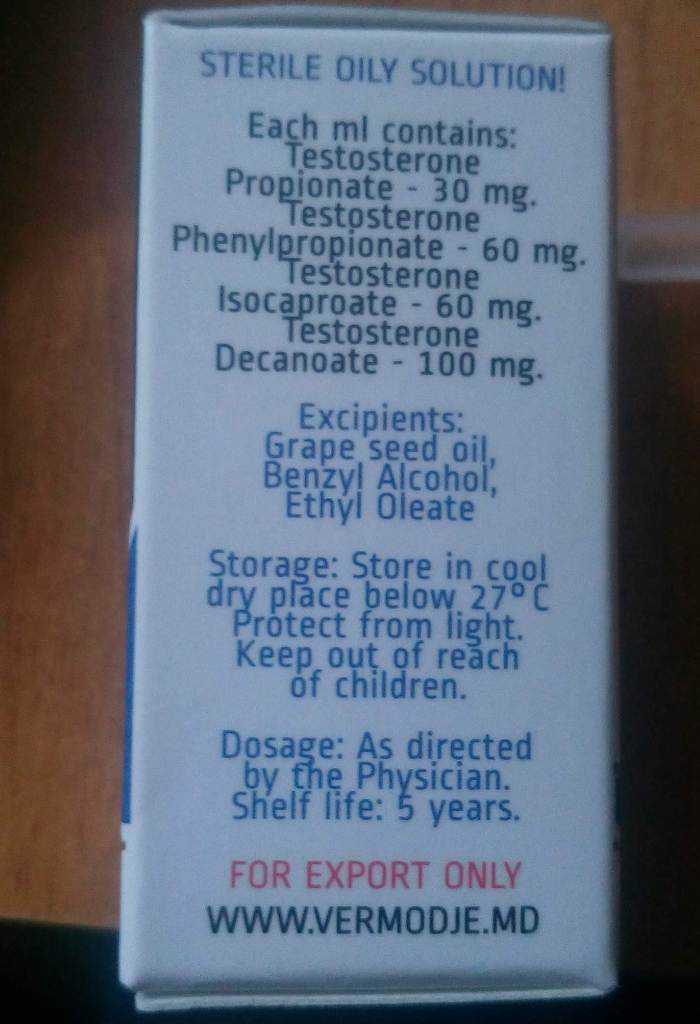 STERILE OILY SOLUTION!
Each ml contains:
Testosterone
Propionate - 30 mg.
Testosterone
Phenylpropionate - 60 mg.
Testosterone
Isocaproate - 60 mg.
Testosterone
Decanoate - 100 mg.
Excipients:
Grape seed oil,
Benzyl Alcohol,
Ethyl Oleate
Storage: Store in cool
dry place below 27°C
Protect from light.
Keep out of reach
of children.
Dosage: As directed
by the Physician.
Shelf life: 5 years.
FOR EXPORT ONLY
WWW.VERMODJE.MD